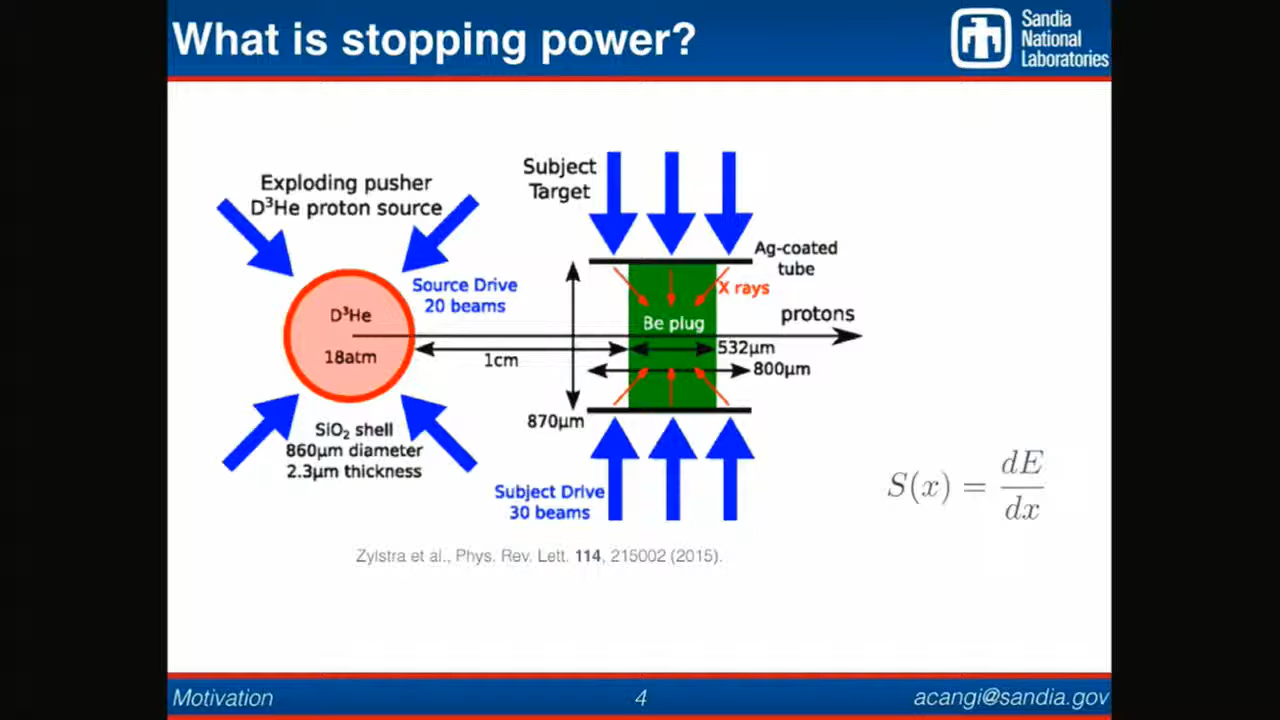 What is stopping power?
Sandia
National
Laboratories
Exploding pusher
D³He proton source
Subject
Target
Ag-coated
tube
Source Drive
20 beams
X rays
D³He
18atm
Be plug
protons
1cm
532μm
800μm
870μm
SiO₂ shell
860μm diameter
2.3μm thickness
Subject Drive
30 beams
S(x) = dE/dx
Zylstra et al., Phys. Rev. Lett. 114, 215002 (2015).
Motivation
4
acangi@sandia.gov